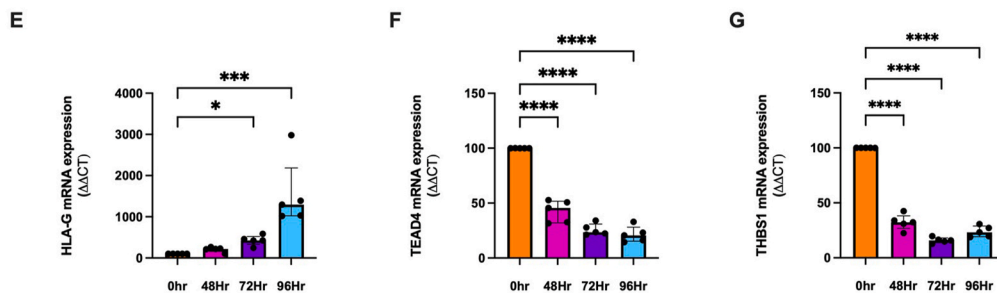 E
HLA-G mRNA expression
(ΔΔCT)
4000
3000
2000
1000
0
***
*
0hr 48Hr 72Hr 96Hr
F
TEAD4 mRNA expression
(ΔΔCT)
150
100
50
0
****
****
****
0hr 48Hr 72Hr 96Hr
G
THBS1 mRNA expression
(ΔΔCT)
150
100
50
0
****
****
****
0hr 48Hr 72Hr 96Hr